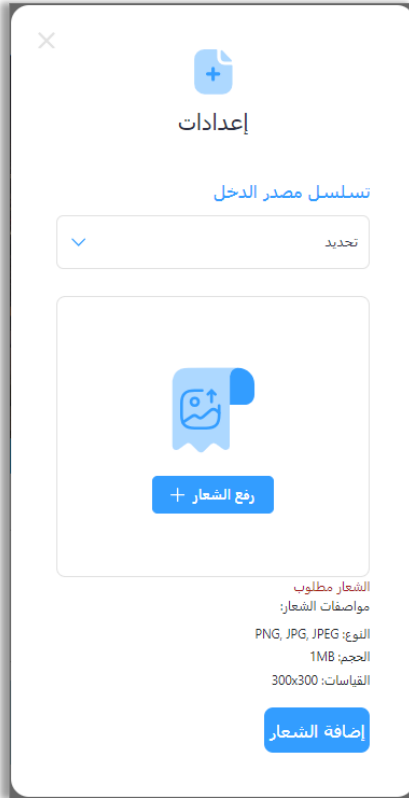 إعدادات
تسلسل مصدر الدخل
تحديد
رفع الشعار +
الشعار مطلوب
مواصفات الشعار:
النوع: PNG, JPG, JPEG
الحجم: 1MB
القياسات: 300x300
إضافة الشعار